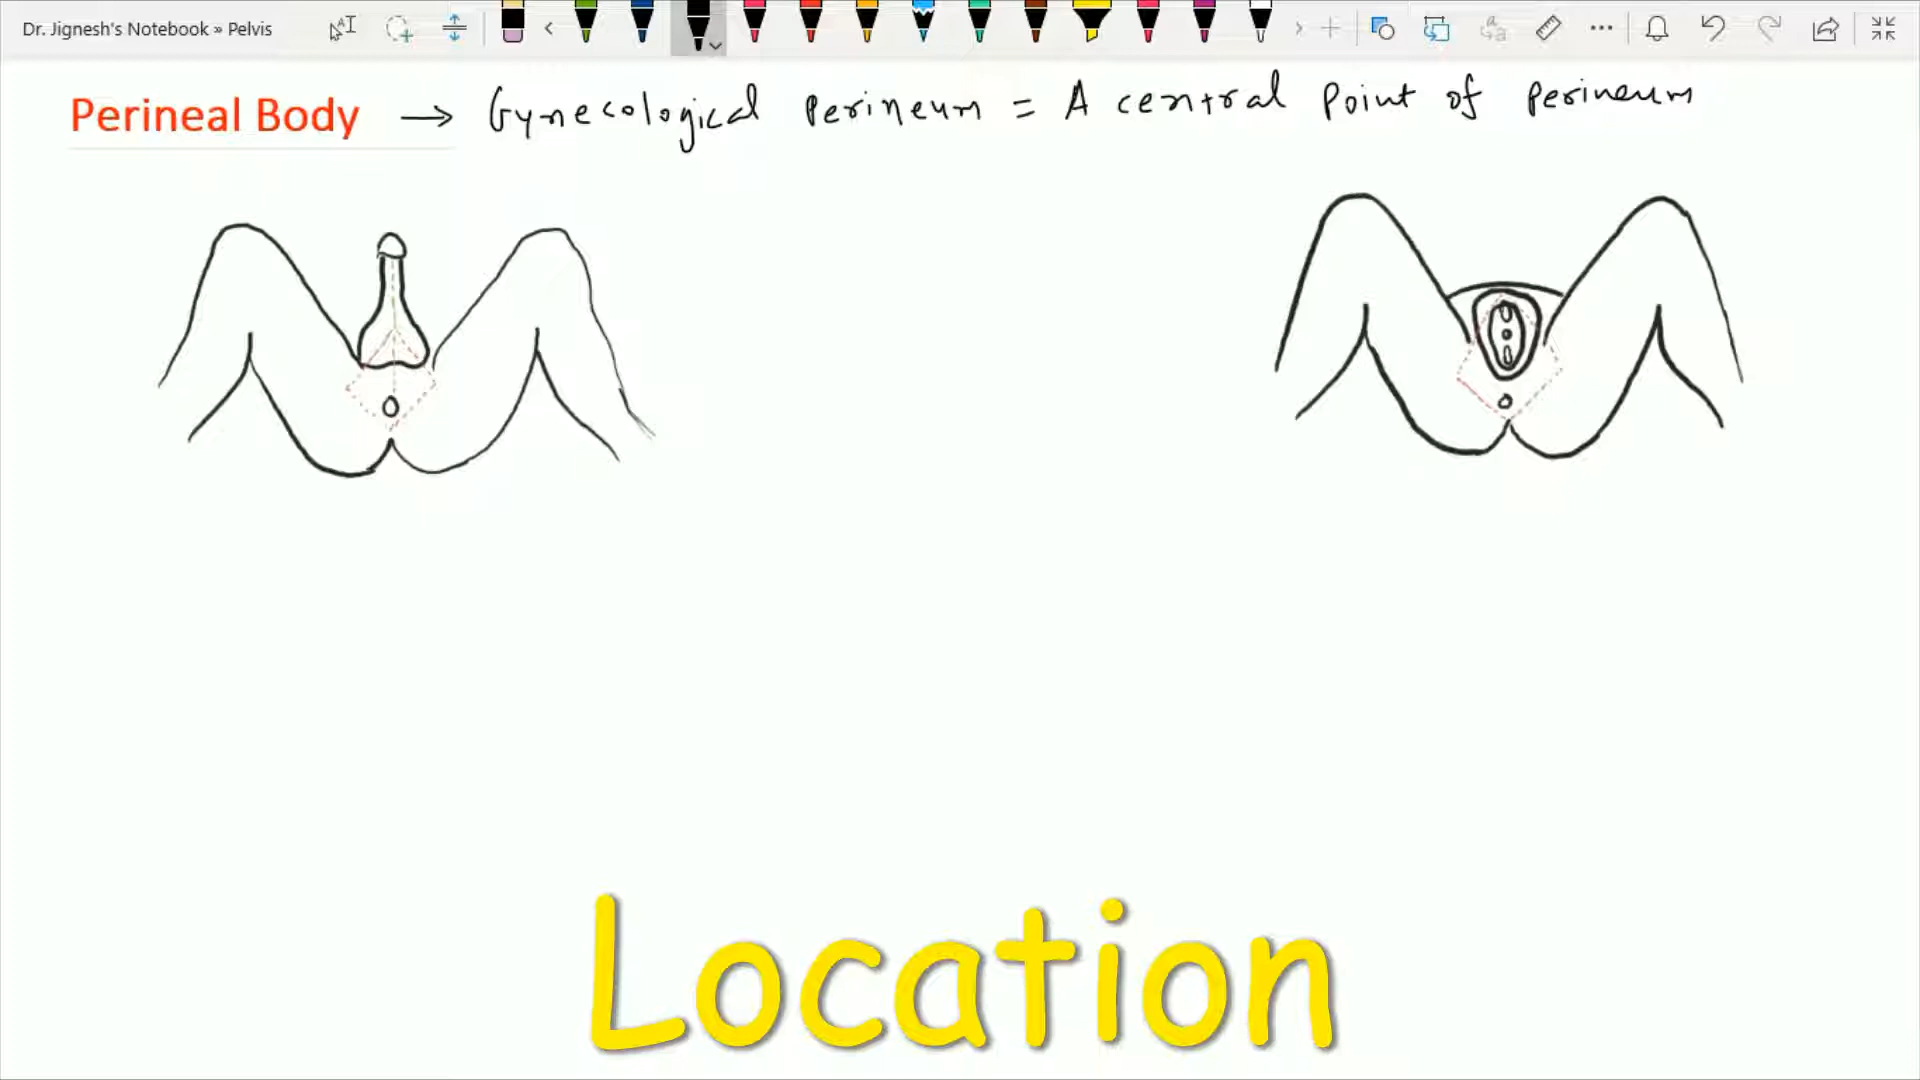 Dr. Jignesh's Notebook » Pelvis
Perineal Body → Gynecological Perineum = A central Point of Perineum
Location